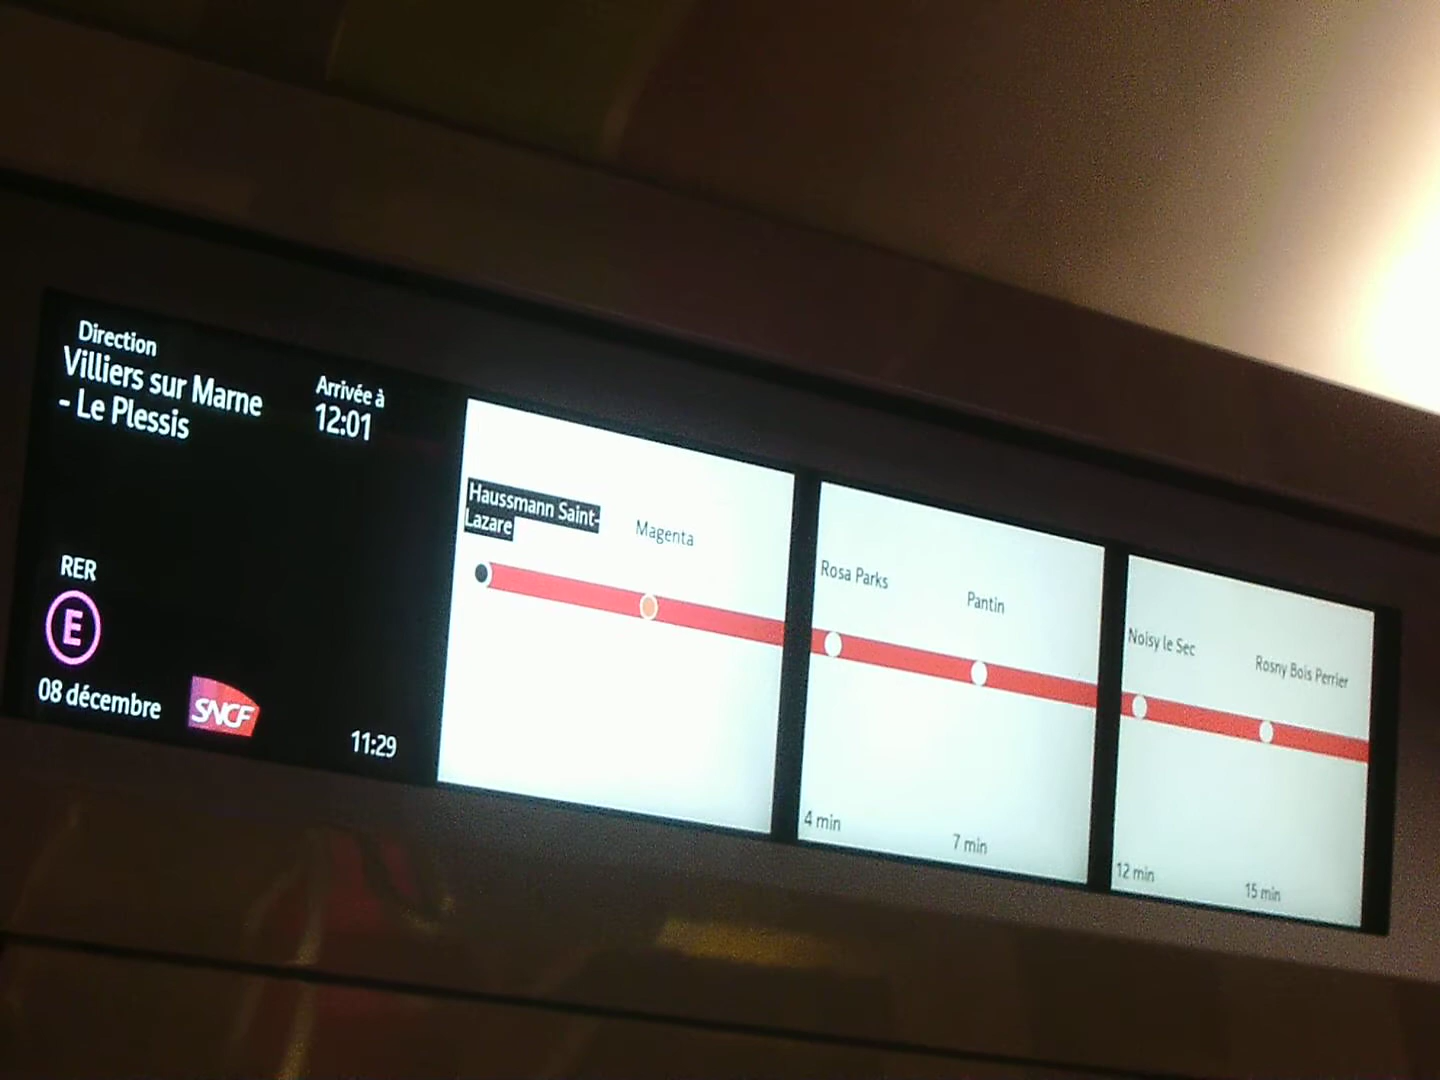 Direction
Villiers sur Marne
- Le Plessis
Arrivée à
12:01
RER
E
08 décembre
SNCF
11:29
Haussmann Saint-
Lazare
Magenta
Rosa Parks
Pantin
Noisy le Sec
Rosny Bois Perrier
4 min
7 min
12 min
15 min